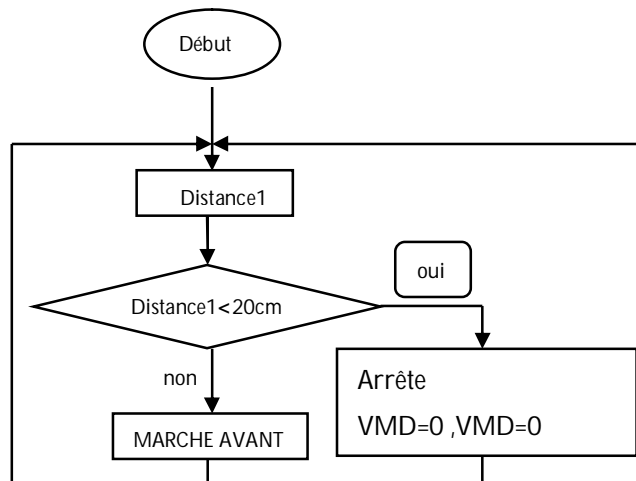 Début
Distance1
Distance1<20cm
oui
non
MARCHE AVANT
Arrête
VMD=0 ,VMD=0